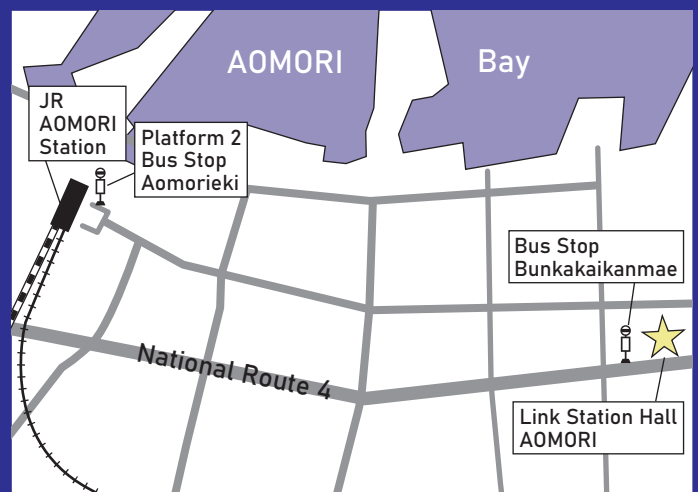 AOMORI Bay
JR
AOMORI
Station
Platform 2
Bus Stop
Aomorieki
Bus Stop
Bunkakaikanmae
National Route 4
Link Station Hall
AOMORI